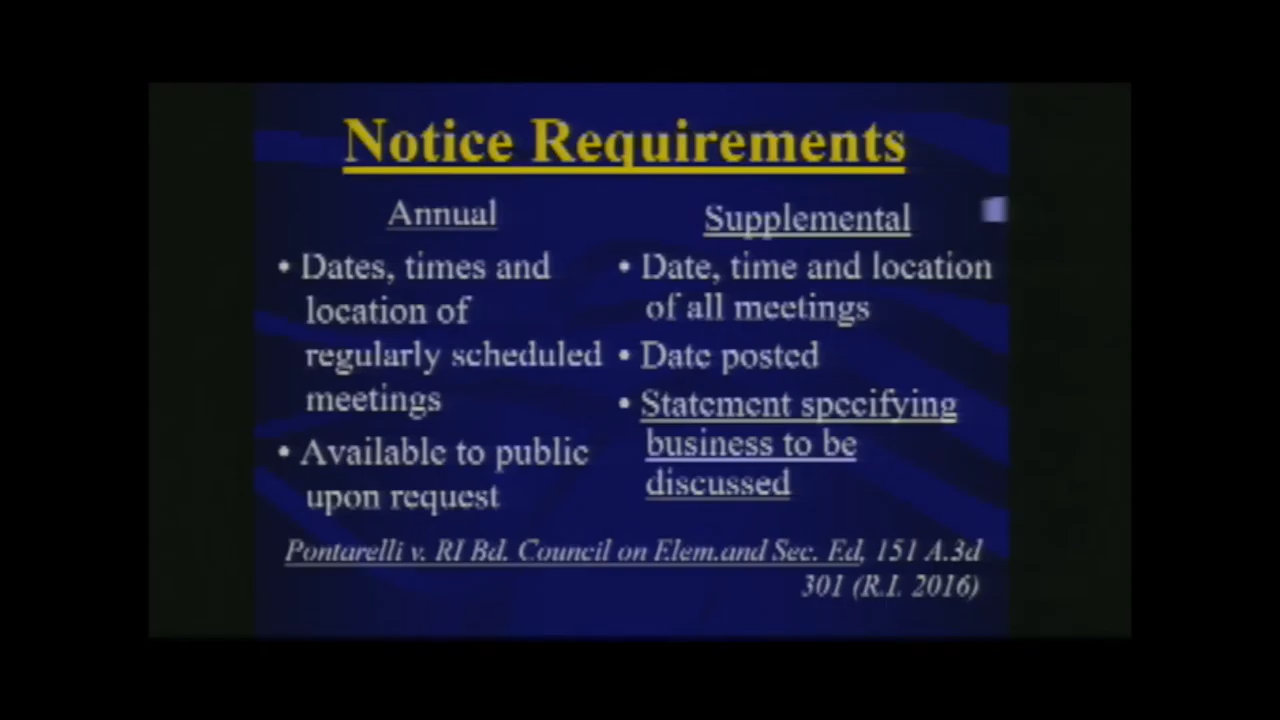 Notice Requirements
Annual
• Dates, times and
location of
regularly scheduled
meetings
• Available to public
upon request
Supplemental
• Date, time and location
of all meetings
• Date posted
• Statement specifying
business to be
discussed
Pontarelli v. RI Bd. Council on Elem.and Sec. Ed, 151 A.3d
301 (R.I. 2016)